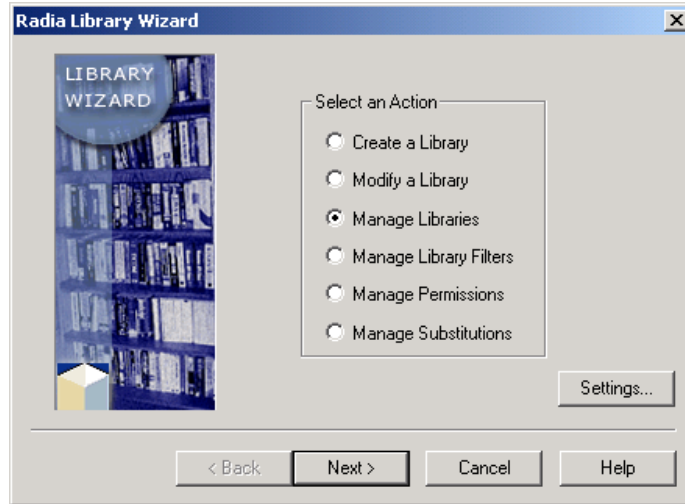 Radia Library Wizard
LIBRARY
WIZARD
Select an Action
Create a Library
Modify a Library
Manage Libraries
Manage Library Filters
Manage Permissions
Manage Substitutions
Settings...
< Back
Next >
Cancel
Help